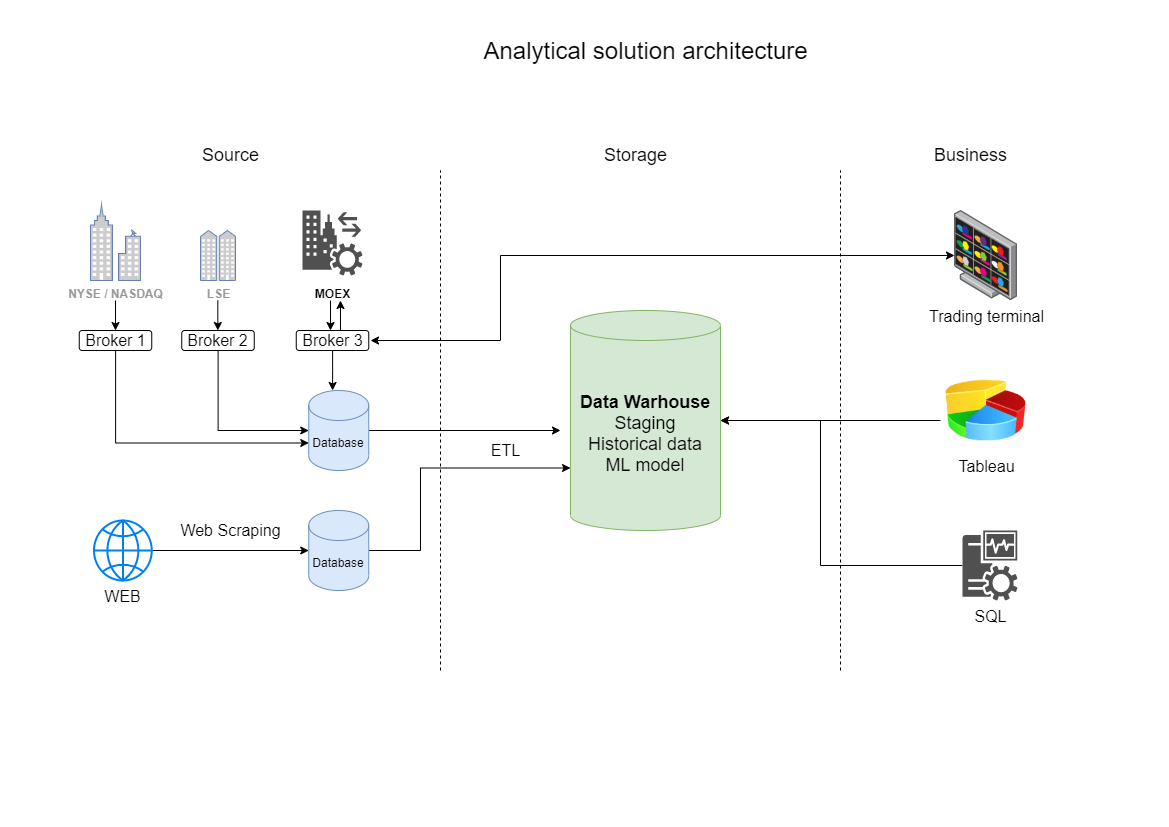 Analytical solution architecture
Source
Storage
Business
NYSE / NASDAQ
LSE
MOEX
Broker 1
Broker 2
Broker 3
Trading terminal
Database
ETL
Data Warhouse
Staging
Historical data
ML model
Tableau
Web Scraping
Database
WEB
SQL